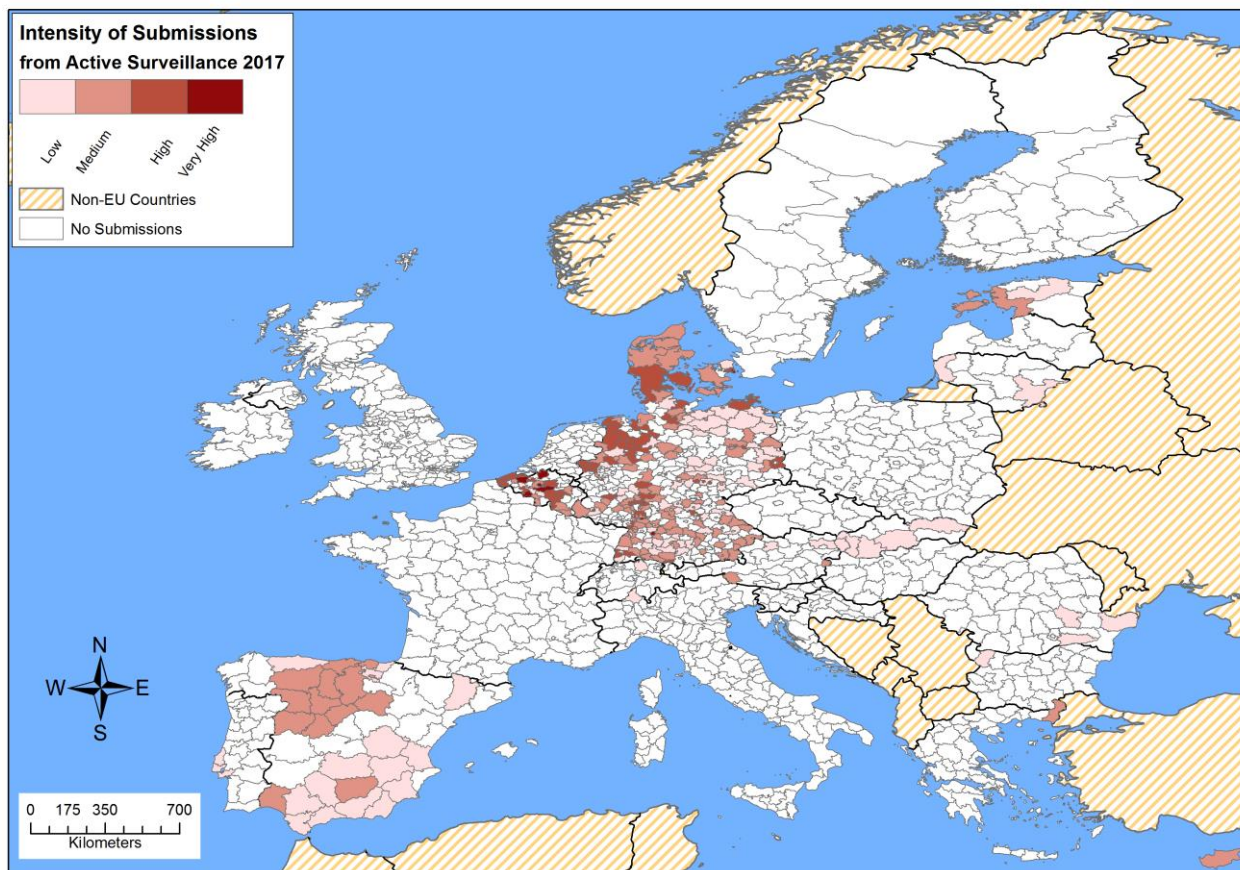 Intensity of Submissions
from Active Surveillance 2017
Low
Medium
High
Very High
Non-EU Countries
No Submissions
N
W E
S
0 175 350 700
Kilometers